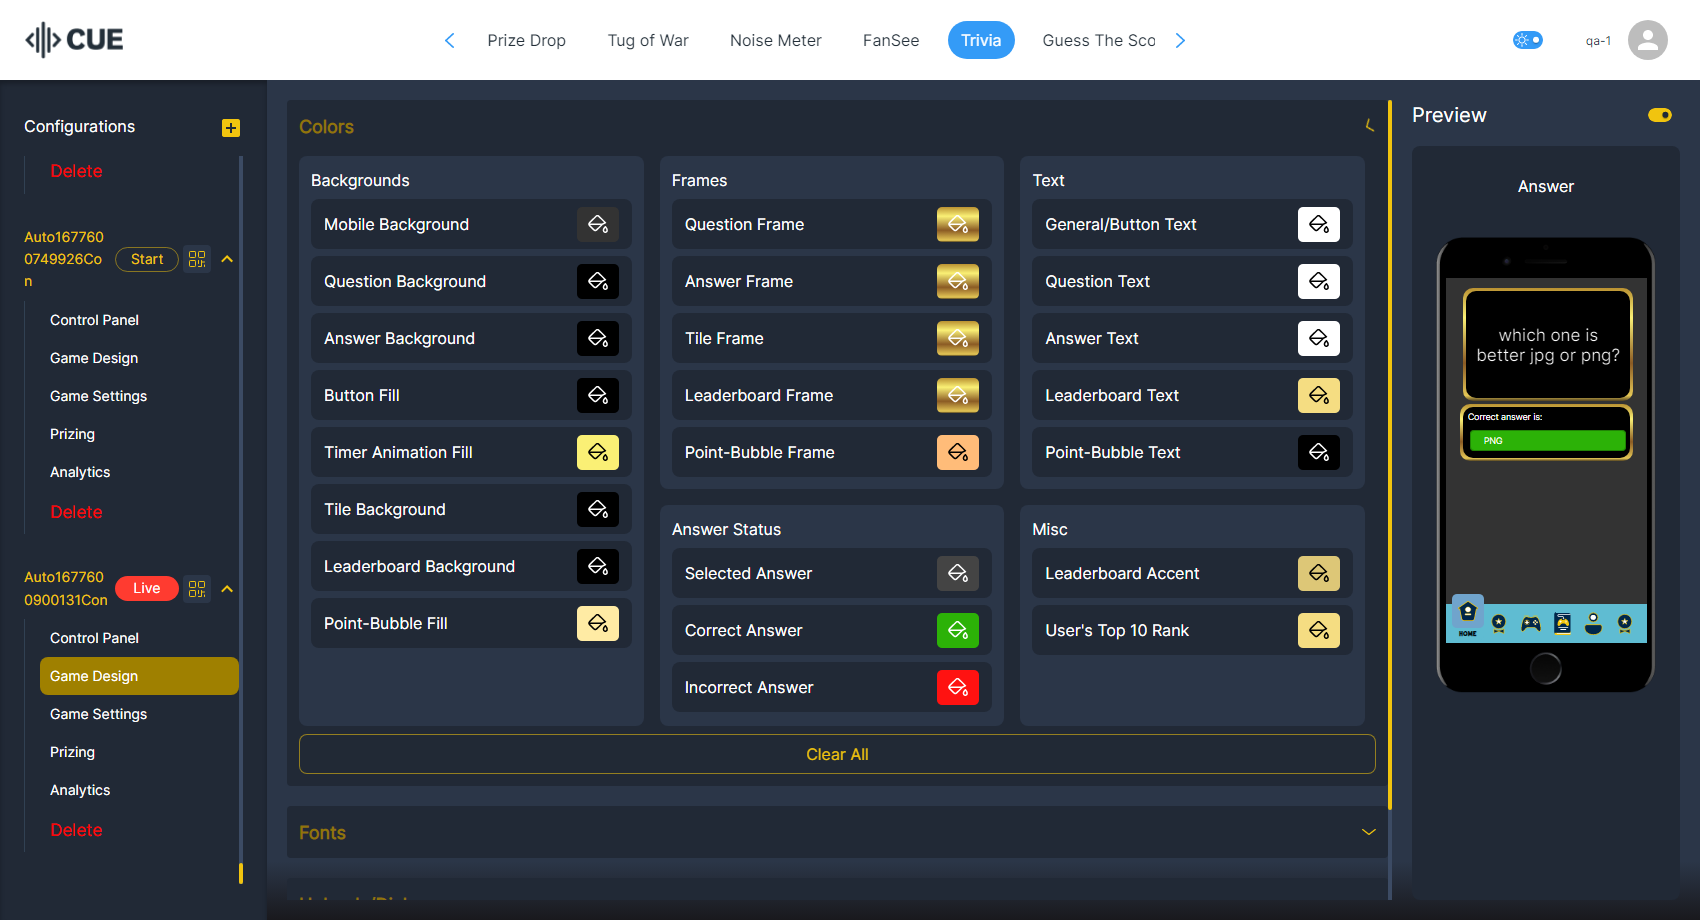 CUE
Prize Drop
Tug of War
Noise Meter
FanSee
Trivia
Guess The Sco
qa-1
Configurations
Delete
Auto167760
0749926Co
n
Start
Control Panel
Game Design
Game Settings
Prizing
Analytics
Delete
Auto167760
0900131Con
Live
Control Panel
Game Design
Game Settings
Prizing
Analytics
Delete
Colors
Backgrounds
Mobile Background
Question Background
Answer Background
Button Fill
Timer Animation Fill
Tile Background
Leaderboard Background
Point-Bubble Fill
Frames
Question Frame
Answer Frame
Tile Frame
Leaderboard Frame
Point-Bubble Frame
Text
General/Button Text
Question Text
Answer Text
Leaderboard Text
Point-Bubble Text
Answer Status
Selected Answer
Correct Answer
Incorrect Answer
Misc
Leaderboard Accent
User's Top 10 Rank
Clear All
Fonts
Preview
Answer
which one is
better jpg or png?
Correct answer is:
PNG
HOME